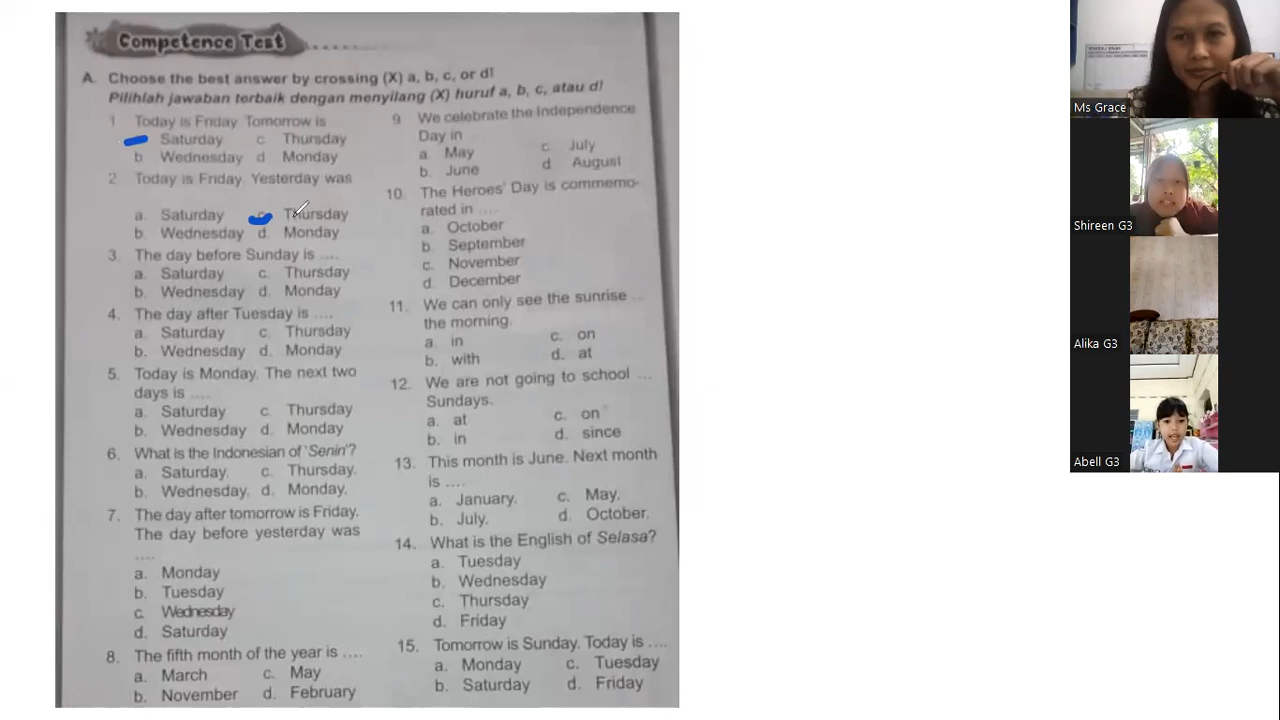 Competence Test
A. Choose the best answer by crossing (X) a, b, c, or d!
Pilihlah jawaban terbaik dengan menyilang (X) huruf a, b, c, atau d!
1 Today is Friday Tomorrow is
Saturday c Thursday
b Wednesday d Monday
2. Today is Friday. Yesterday was
a. Saturday c Thursday
b. Wednesday d. Monday
3. The day before Sunday is ....
a. Saturday c. Thursday
b. Wednesday d. Monday
4. The day after Tuesday is ....
a. Saturday c. Thursday
b. Wednesday d. Monday
5. Today is Monday. The next two
days is ....
a. Saturday c. Thursday
b. Wednesday d. Monday
6. What is the Indonesian of 'Senin'?
a. Saturday. c. Thursday.
b. Wednesday. d. Monday.
7. The day after tomorrow is Friday.
The day before yesterday was
....
a. Monday
b. Tuesday
c. Wednesday
d. Saturday
8. The fifth month of the year is ....
a. March c. May
b. November d. February
9 We celebrate the Independence
Day in
a. May c. July
b. June d August
10. The Heroes' Day is commemo-
rated in ....
a. October
b. September
c. November
d. December
11. We can only see the sunrise ...
the morning.
a. in c. on
b. with d. at
12. We are not going to school ...
Sundays.
a. at c. on
b. in d. since
13. This month is June. Next month
is ....
a. January. c. May.
b. July. d. October.
14. What is the English of Selasa?
a. Tuesday
b. Wednesday
c. Thursday
d. Friday
15. Tomorrow is Sunday. Today is ....
a. Monday c. Tuesday
b. Saturday d. Friday
Ms Grace
Shireen G3
Alika G3
Abell G3